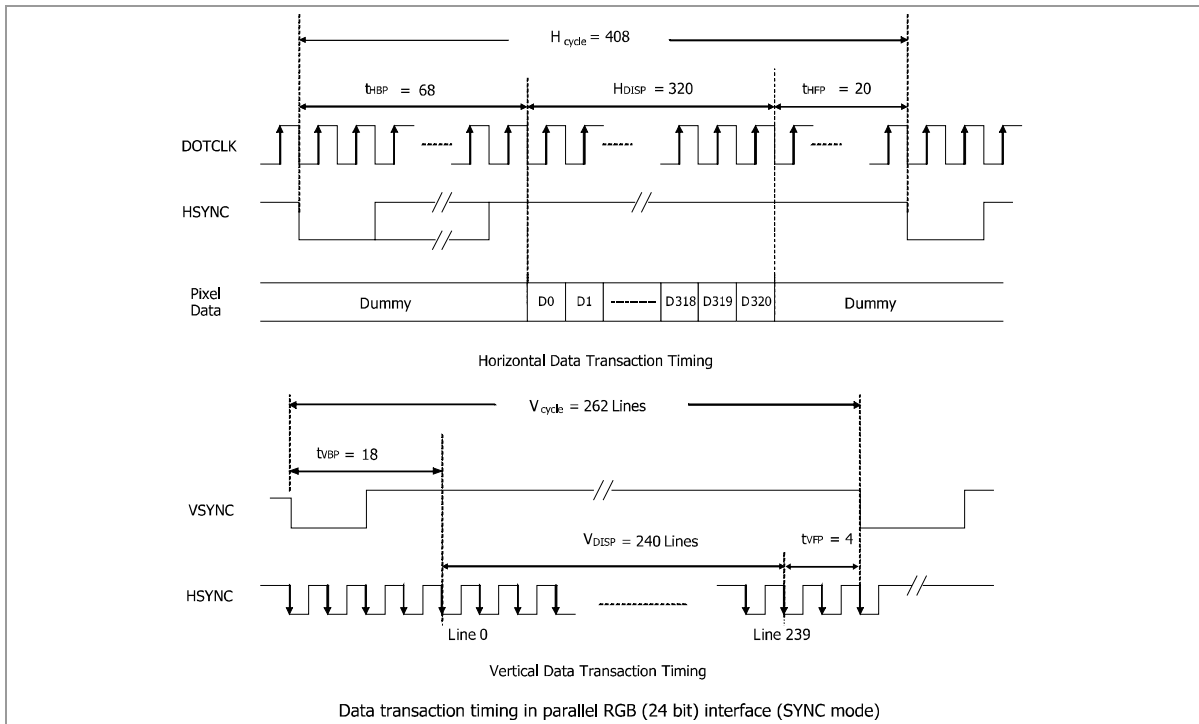 H cycle = 408
tHBP = 68 HDISP = 320 tHFP = 20
DOTCLK
HSYNC
Pixel Data Dummy D0 D1 D318 D319 D320 Dummy
Horizontal Data Transaction Timing
V cycle = 262 Lines
tVBP = 18
VSYNC
VDISP = 240 Lines tVFP = 4
HSYNC
Line 0 Line 239
Vertical Data Transaction Timing
Data transaction timing in parallel RGB (24 bit) interface (SYNC mode)